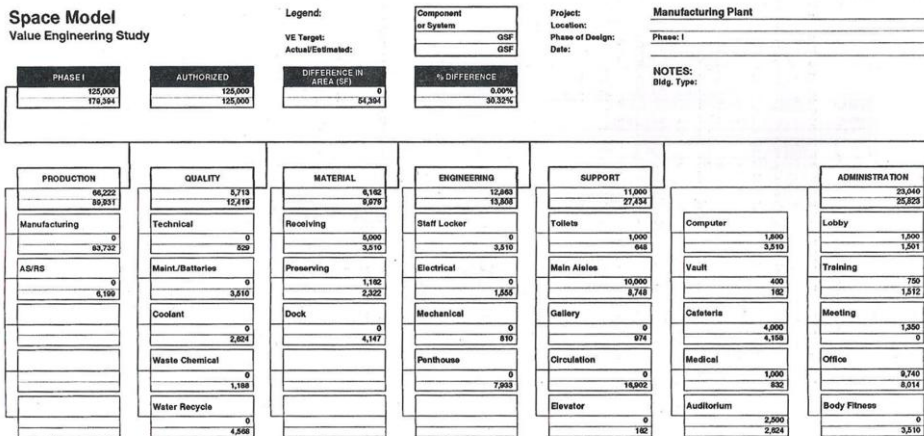 Space Model
Value Engineering Study
Legend:
VE Target:
Actual/Estimated:
Component
or System
GSF
GSF
Project: Manufacturing Plant
Location:
Phase of Design: Phase: I
Date:
NOTES:
Bldg. Type:
PHASE I
125,000
179,394
AUTHORIZED
125,000
125,000
DIFFERENCE IN
AREA (SF)
0
54,394
% DIFFERENCE
0.00%
30.32%
PRODUCTION
66,222
89,931
Manufacturing
0
83,732
AS/RS
0
6,199
QUALITY
5,713
12,419
Technical
0
529
Maint./Batteries
0
3,510
Coolant
0
2,624
Waste Chemical
0
1,188
Water Recycle
0
4,568
MATERIAL
6,162
9,979
Receiving
5,000
3,510
Preserving
1,162
2,322
Dock
0
4,147
ENGINEERING
12,863
13,808
Staff Locker
0
3,510
Electrical
0
1,555
Mechanical
0
810
Penthouse
0
7,933
SUPPORT
11,000
27,434
Toilets
1,000
648
Main Aisles
10,000
8,748
Gallery
0
974
Circulation
0
16,902
Elevator
0
162
Computer
1,800
3,510
Vault
400
162
Cafeteria
4,000
4,158
Medical
1,000
832
Auditorium
2,500
2,624
ADMINISTRATION
23,040
25,823
Lobby
1,500
1,501
Training
750
1,512
Meeting
1,350
0
Office
9,740
8,014
Body Fitness
0
3,510